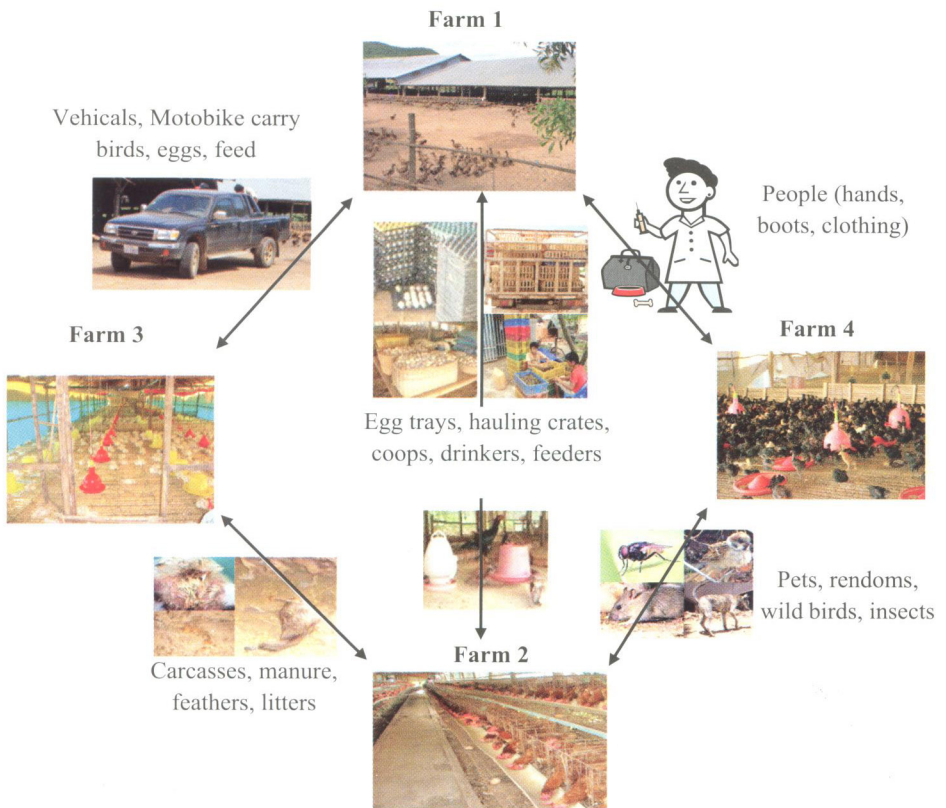 Farm 1
Vehicals, Motobike carry
birds, eggs, feed
People (hands,
boots, clothing)
Farm 3
Farm 4
Egg trays, hauling crates,
coops, drinkers, feeders
Pets, rendoms,
wild birds, insects
Carcasses, manure,
feathers, litters
Farm 2